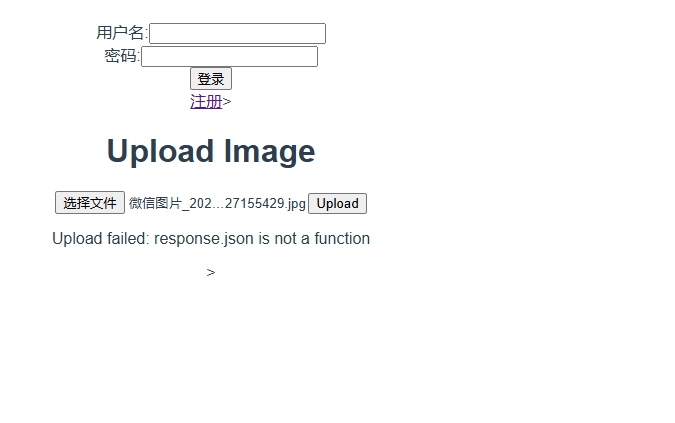 用户名:
密码:
登录
注册>
Upload Image
选择文件 微信图片_202...27155429.jpg Upload
Upload failed: response.json is not a function
>